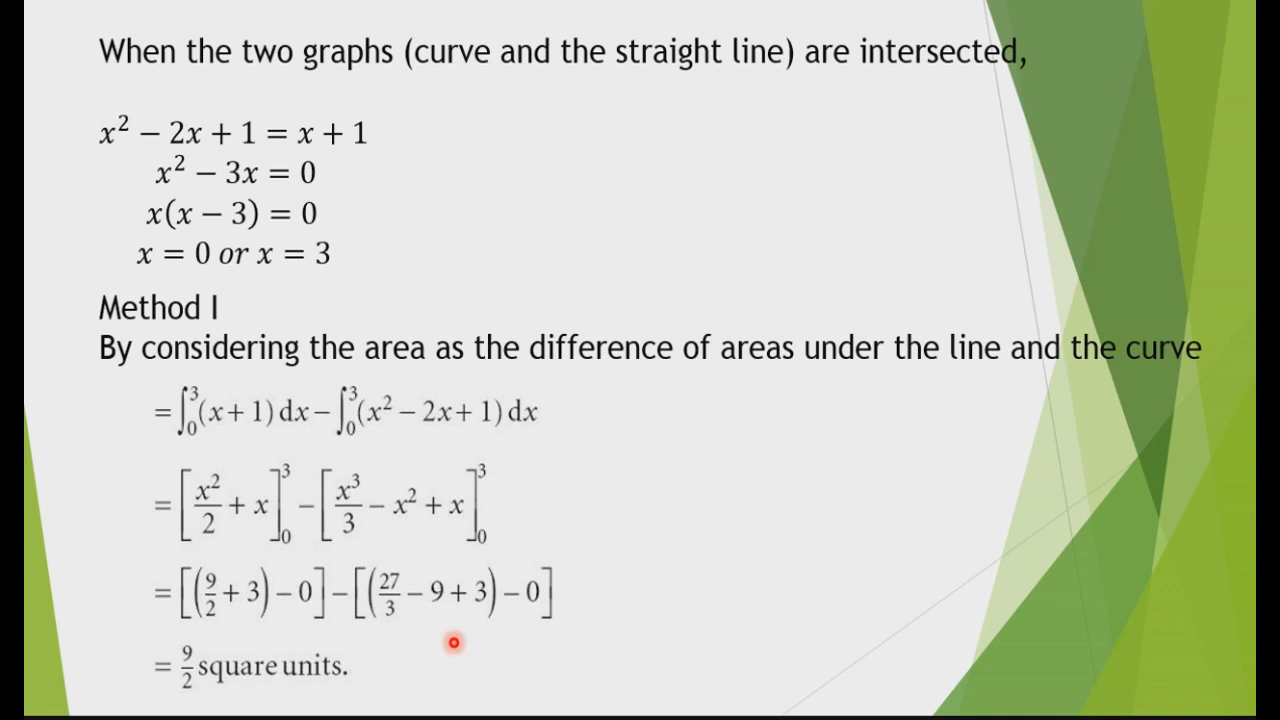 When the two graphs (curve and the straight line) are intersected,
x² − 2x + 1 = x + 1
x² − 3x = 0
x(x − 3) = 0
x = 0 or x = 3
Method I
By considering the area as the difference of areas under the line and the curve
= ∫₀³(x + 1) dx − ∫₀³(x² − 2x + 1) dx
= [x²/2 + x]₀³ − [x³/3 − x² + x]₀³
= [(9/2 + 3) − 0] − [(27/3 − 9 + 3) − 0]
= 9/2 square units.